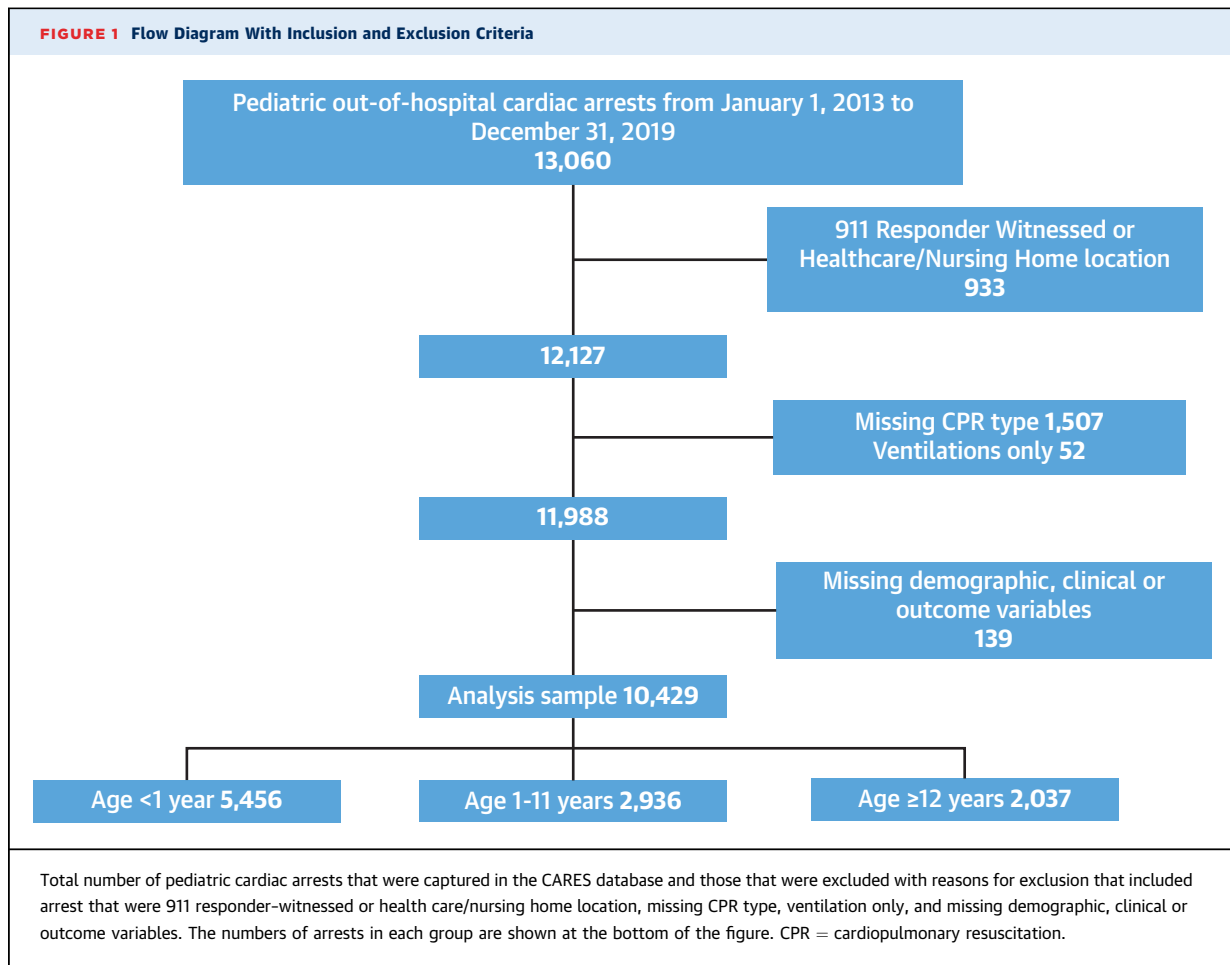 FIGURE 1 Flow Diagram With Inclusion and Exclusion Criteria
Pediatric out-of-hospital cardiac arrests from January 1, 2013 to
December 31, 2019
13,060
911 Responder Witnessed or
Healthcare/Nursing Home location
933
12,127
Missing CPR type 1,507
Ventilations only 52
11,988
Missing demographic, clinical or
outcome variables
139
Analysis sample 10,429
Age <1 year 5,456
Age 1-11 years 2,936
Age ≥12 years 2,037
Total number of pediatric cardiac arrests that were captured in the CARES database and those that were excluded with reasons for exclusion that included
arrest that were 911 responder-witnessed or health care/nursing home location, missing CPR type, ventilation only, and missing demographic, clinical or
outcome variables. The numbers of arrests in each group are shown at the bottom of the figure. CPR = cardiopulmonary resuscitation.